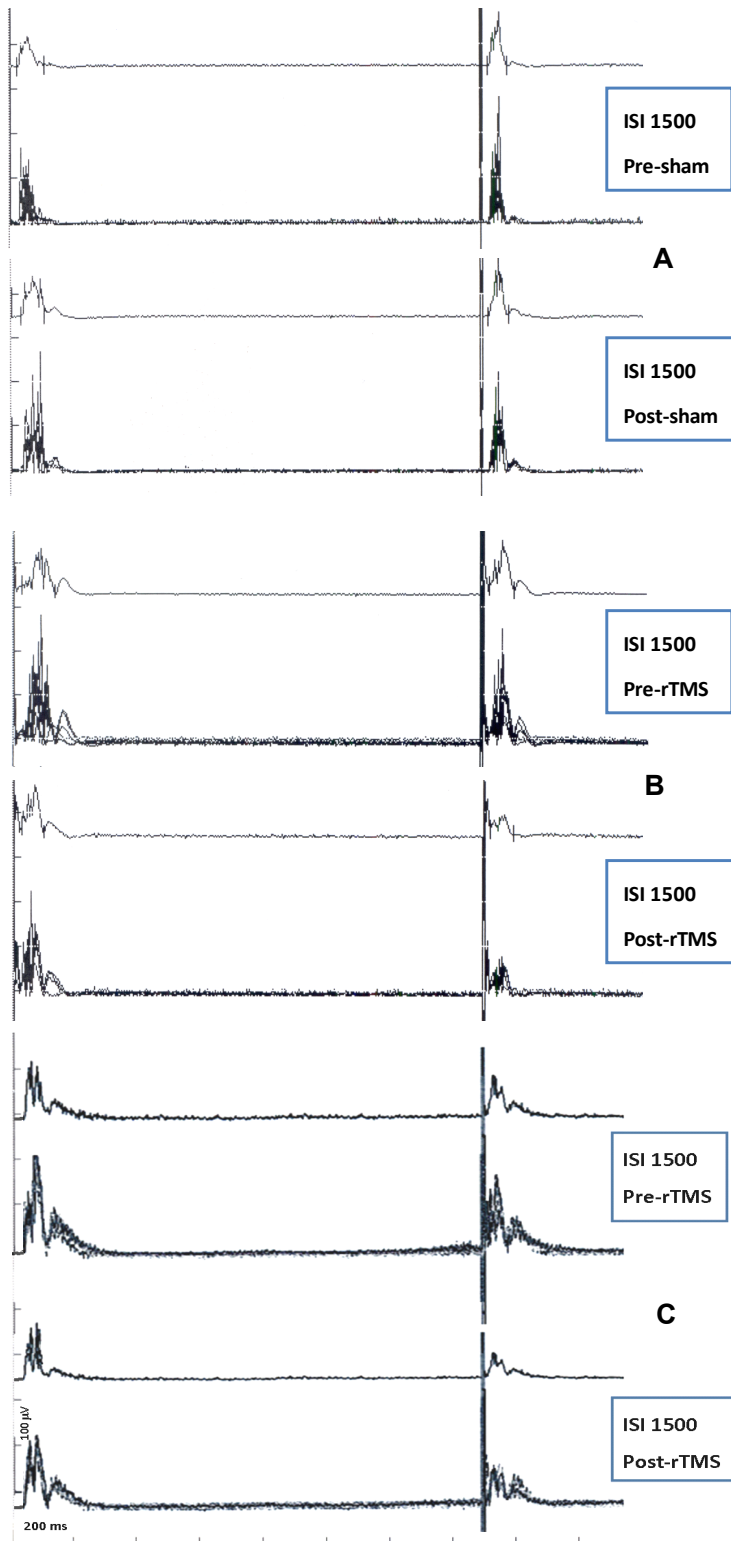 ISI 1500
Pre-sham
A
ISI 1500
Post-sham
ISI 1500
Pre-rTMS
B
ISI 1500
Post-rTMS
ISI 1500
Pre-rTMS
C
ISI 1500
Post-rTMS
100 µV
200 ms